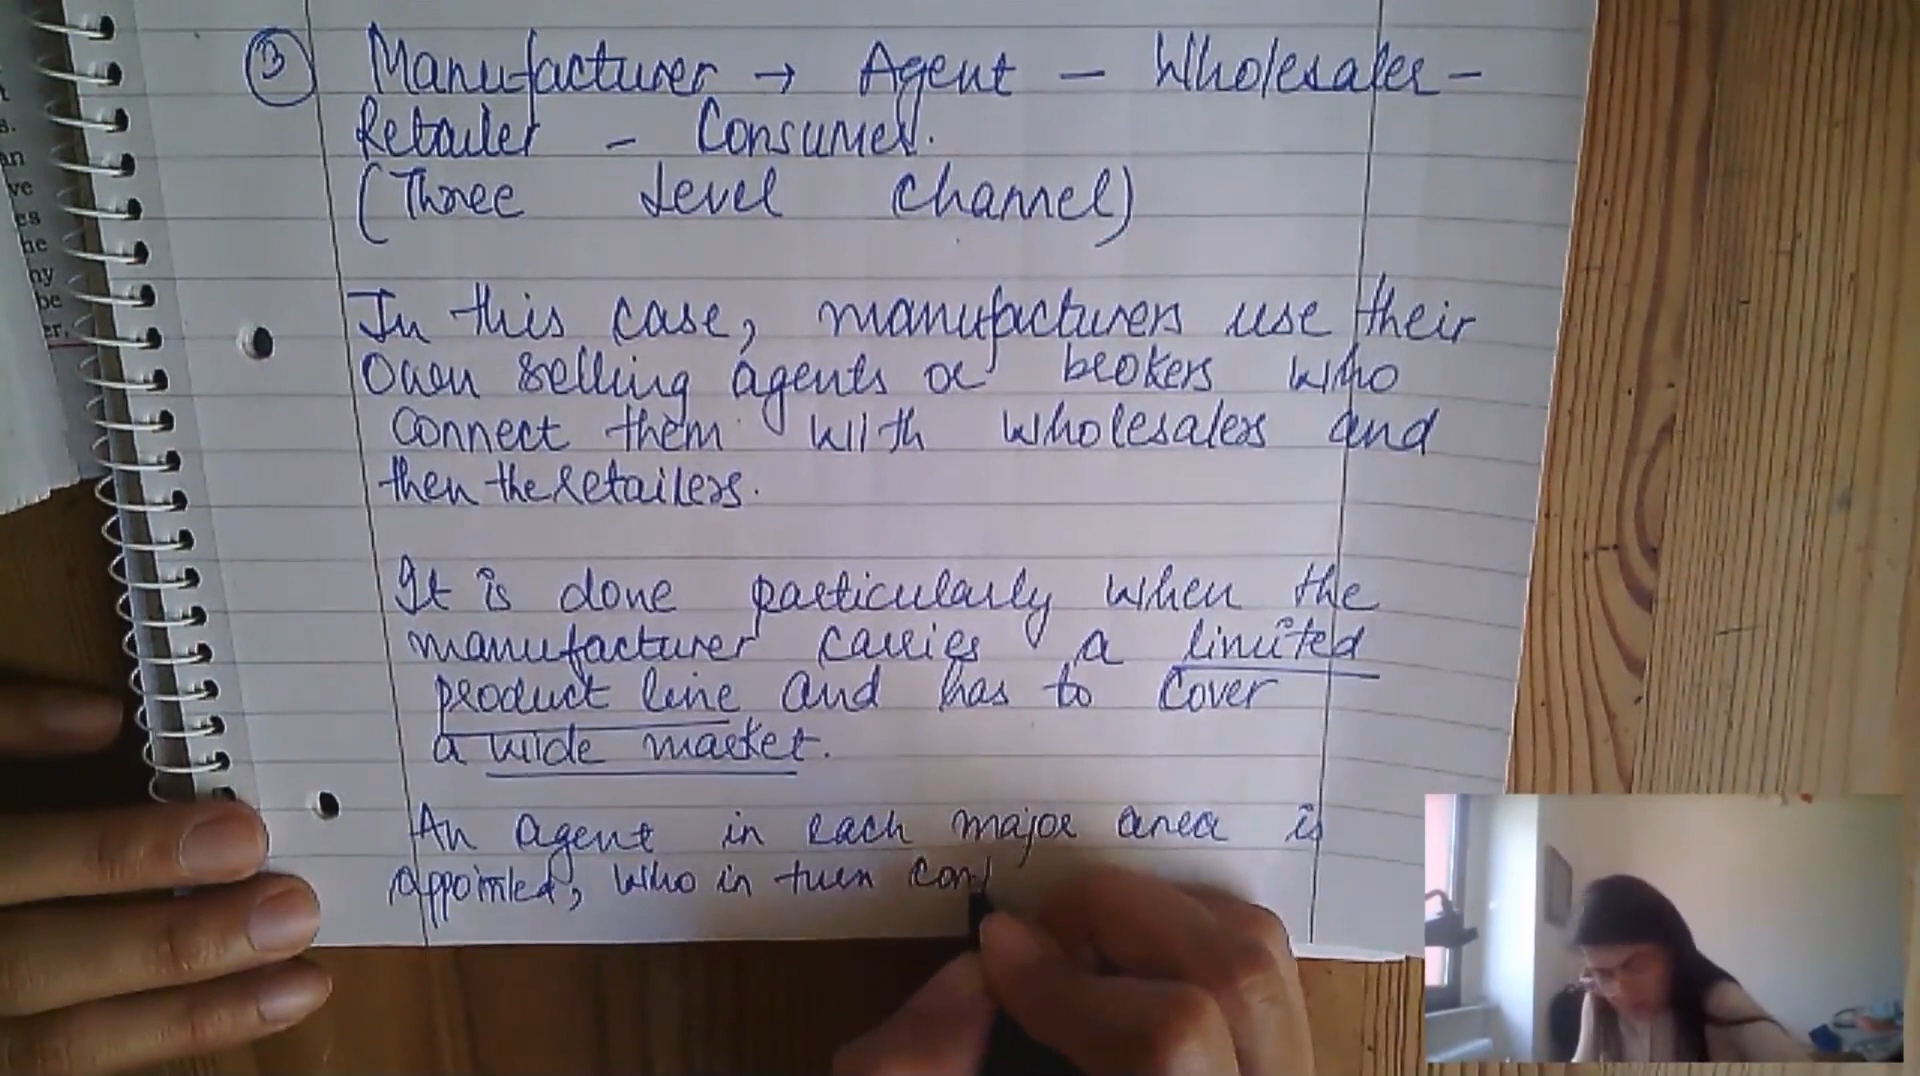 ③ Manufacturer → Agent - Wholesaler -
Retailer - Consumer.
(Three Level Channel)
In this case, manufacturers use their
own selling agents or brokers who
connect them with wholesalers and
then the retailers.
It is done particularly when the
manufacturer carries a limited
product line and has to cover
a wide market.
An agent in each major area is
appointed, who in turn cont